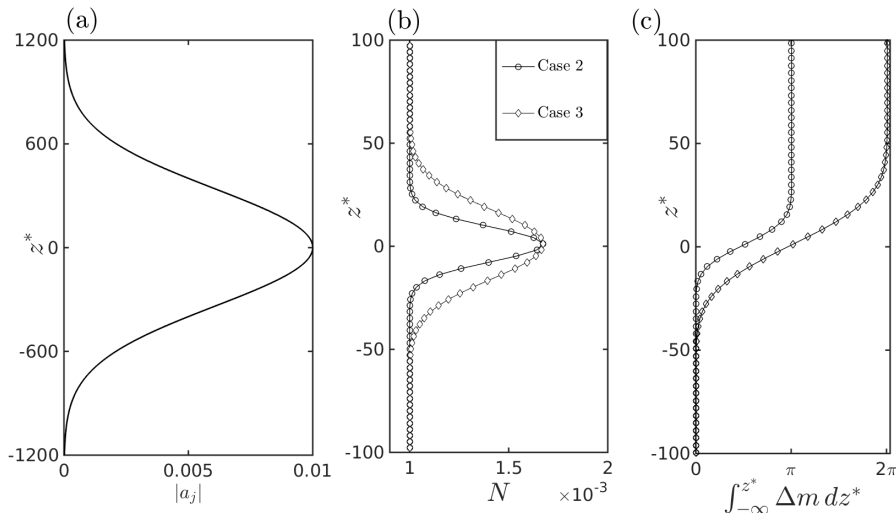 (a)
1200
600
0
-600
-1200
z*
0
0.005
0.01
|a_j|
(b)
100
50
0
-50
-100
z*
Case 2
Case 3
1
1.5
2
N
×10⁻³
(c)
100
50
0
-50
-100
z*
0
π
2π
∫_{-∞}^{z*} Δm dz*